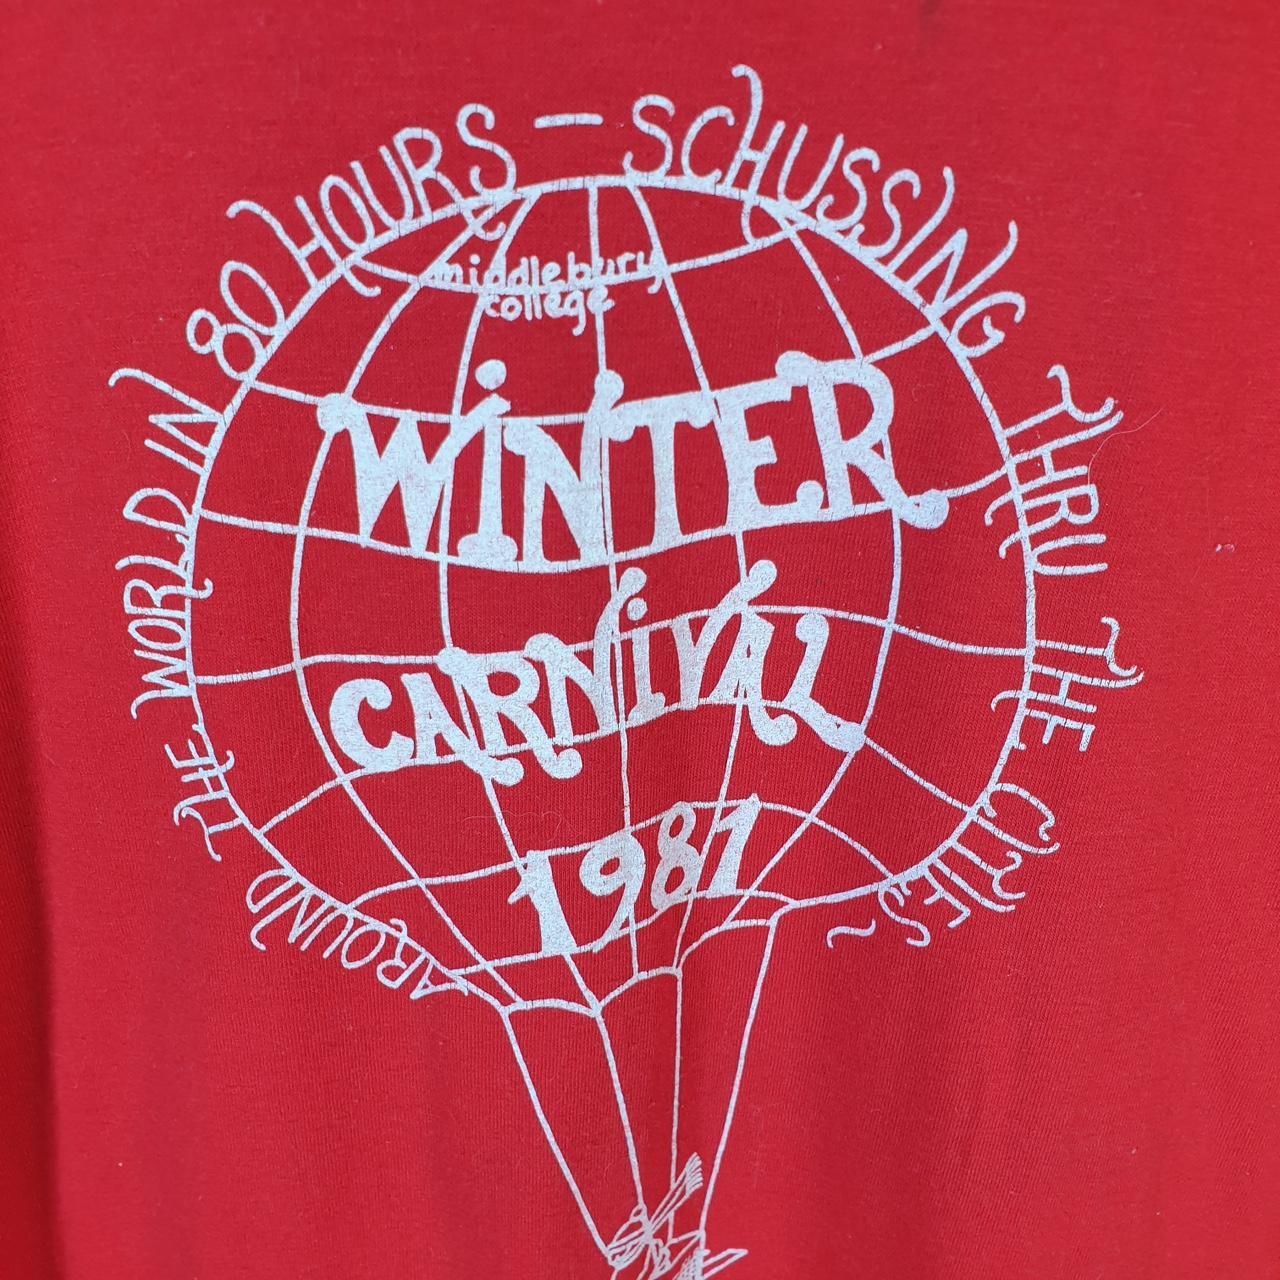 AROUND THE WORLD IN 80 HOURS — SCHUSSING THRU THE CITIES~
middlebury
college
WiNTER
CARNiVAL
1981